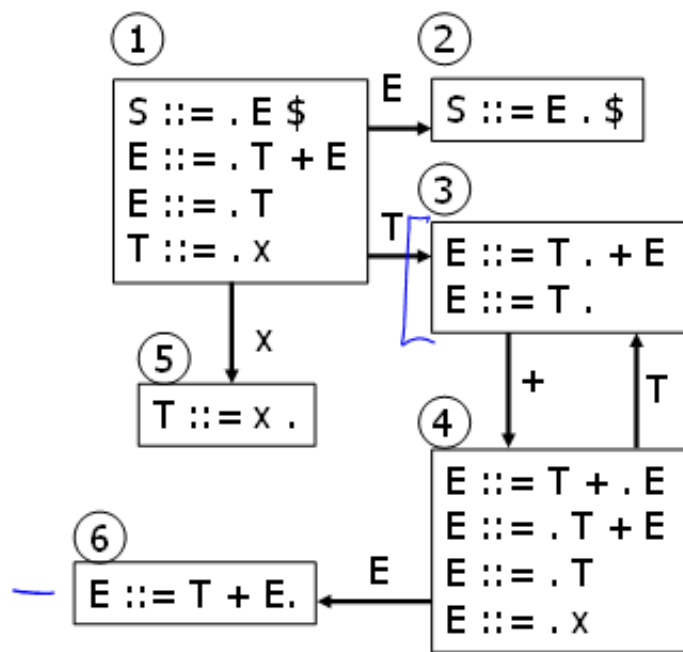 1
S ::= . E $
E ::= . T + E
E ::= . T
T ::= . x
E
2
S ::= E . $
T
3
E ::= T . + E
E ::= T .
x
5
T ::= x .
+
T
4
E ::= T + . E
E ::= . T + E
E ::= . T
E ::= . x
E
6
E ::= T + E.